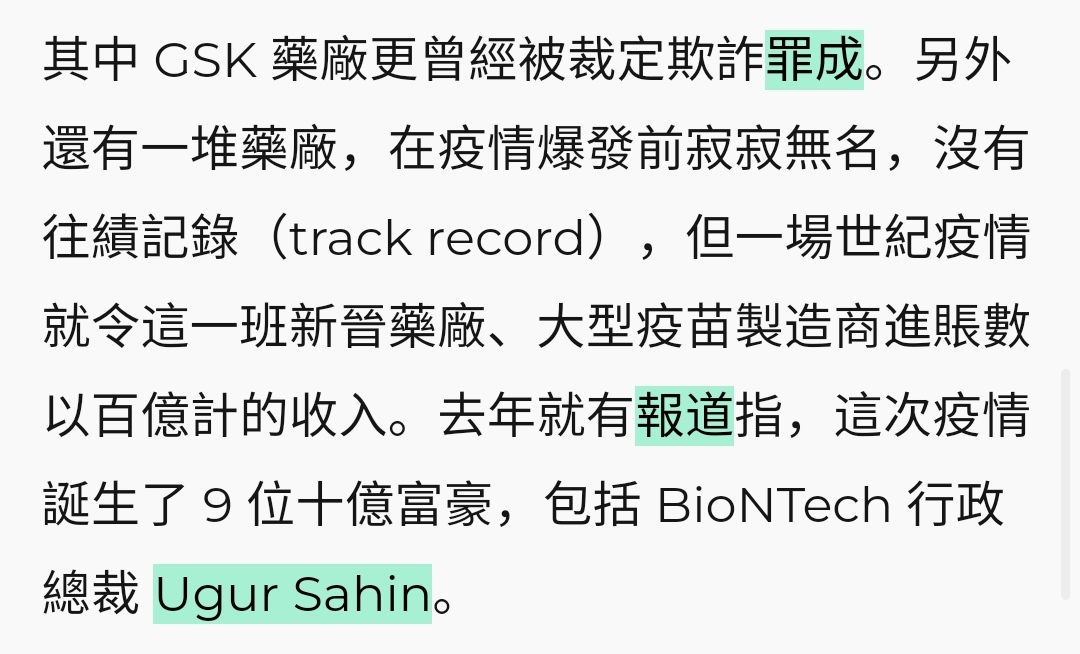 其中 GSK 藥廠更曾經被裁定欺詐罪成。另外
還有一堆藥廠，在疫情爆發前寂寂無名，沒有
往績記錄（track record），但一場世紀疫情
就令這一班新晉藥廠、大型疫苗製造商進賬數
以百億計的收入。去年就有報道指，這次疫情
誕生了 9 位十億富豪，包括 BioNTech 行政
總裁 Ugur Sahin。